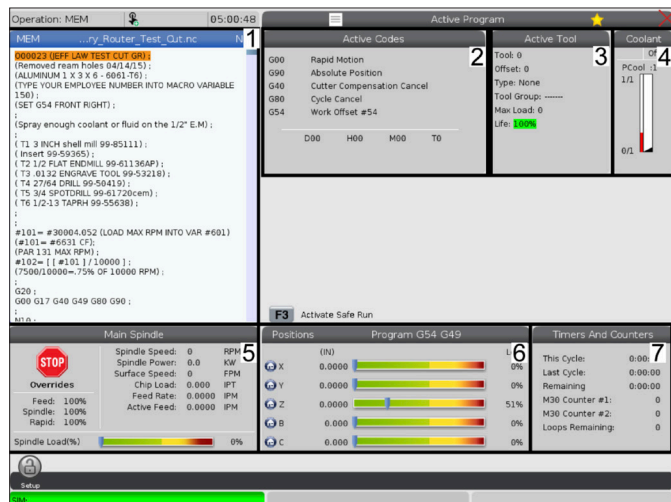 Operation: MEM
05:00:48
Active Program
MEM ...ry_Router_Test_Cut.nc N
1
O00023 (JEFF LAW TEST CUT GR) ;
(Removed ream holes 04/14/15) ;
(ALUMINUM 1 X 3 X 6 - 6061-T6) ;
(TYPE YOUR EMPLOYEE NUMBER INTO MACRO VARIABLE
150) ;
(SET G54 FRONT RIGHT) ;
;
(Spray enough coolant or fluid on the 1/2" E.M) ;
;
( T1 3 INCH shell mill 99-85111) ;
( Insert 99-59365) ;
( T2 1/2 FLAT ENDMILL 99-61136AP) ;
( T3 .0132 ENGRAVE TOOL 99-53218) ;
( T4 27/64 DRILL 99-50419) ;
( T5 3/4 SPOTDRILL 99-61720cem) ;
( T6 1/2-13 TAPRH 99-55638) ;
;
;
#101= #30004.052 (LOAD MAX RPM INTO VAR #601)
(#101= #6631 CF);
(PAR 131 MAX RPM) ;
#102= [ [ #101 ] / 10000 ] ;
(7500/10000=.75% OF 10000 RPM) ;
;
G20 ;
G00 G17 G40 G49 G80 G90 ;
;
N10 ;
Active Codes
2
G00 Rapid Motion
G90 Absolute Position
G40 Cutter Compensation Cancel
G80 Cycle Cancel
G54 Work Offset #54
D00 H00 M00 T0
Active Tool
3
Tool: 0
Offset: 0
Type: None
Tool Group: ------
Max Load: 0
Life: 100%
Coolant
4
Of
PCool :1
1/1
0/1
F3 Activate Safe Run
Main Spindle
5
STOP
Overrides
Feed: 100%
Spindle: 100%
Rapid: 100%
Spindle Speed: 0 RPM
Spindle Power: 0.0 KW
Surface Speed: 0 FPM
Chip Load: 0.000 IPT
Feed Rate: 0.0000 IPM
Active Feed: 0.0000 IPM
Spindle Load(%) 0%
Positions Program G54 G49
6
(IN) L
X 0.0000 0%
Y 0.0000 0%
Z 0.0000 51%
B 0.000 0%
C 0.000 0%
Timers And Counters
7
This Cycle: 0:00:
Last Cycle: 0:00:00
Remaining 0:00:00
M30 Counter #1: 0
M30 Counter #2: 0
Loops Remaining: 0
Setup
SIM: